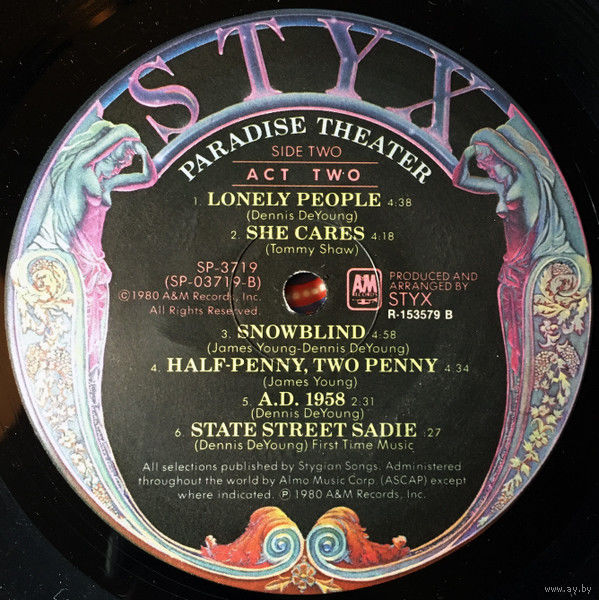 STYX
PARADISE THEATER
SIDE TWO
ACT TWO
1. LONELY PEOPLE 4:38
(Dennis DeYoung)
2. SHE CARES 4:18
(Tommy Shaw)
SP-3719
(SP-03719-B)
©1980 A&M Records, Inc.
All Rights Reserved.
A&M
RECORDS
PRODUCED AND
ARRANGED BY
STYX
R-153579 B
3. SNOWBLIND 4:58
(James Young-Dennis DeYoung)
4. HALF-PENNY, TWO PENNY 4:34
(James Young)
5. A.D. 1958 2:31
(Dennis DeYoung)
6. STATE STREET SADIE :27
(Dennis DeYoung) First Time Music
All selections published by Stygian Songs. Administered
throughout the world by Almo Music Corp. (ASCAP) except
where indicated. ℗ 1980 A&M Records, Inc.
www.ay.by